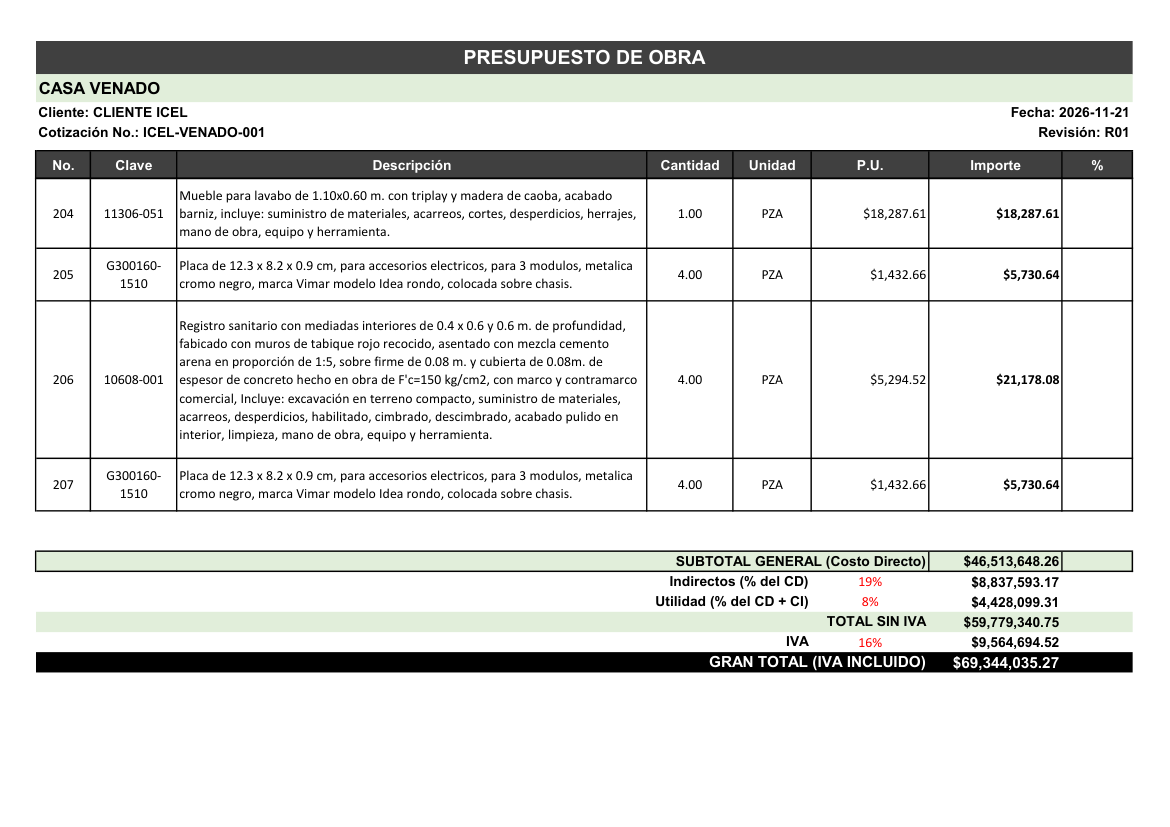 PRESUPUESTO DE OBRA
CASA VENADO
Cliente: CLIENTE ICEL Fecha: 2026-11-21
Cotización No.: ICEL-VENADO-001 Revisión: R01
No. Clave Descripción Cantidad Unidad P.U. Importe %
Mueble para lavabo de 1.10x0.60 m. con triplay y madera de caoba, acabado
204 11306-051 barniz, incluye: suministro de materiales, acarreos, cortes, desperdicios, herrajes, 1.00 PZA $18,287.61 $18,287.61
mano de obra, equipo y herramienta.
G300160- Placa de 12.3 x 8.2 x 0.9 cm, para accesorios electricos, para 3 modulos, metalica
205 4.00 PZA $1,432.66 $5,730.64
1510 cromo negro, marca Vimar modelo Idea rondo, colocada sobre chasis.
Registro sanitario con mediadas interiores de 0.4 x 0.6 y 0.6 m. de profundidad,
fabicado con muros de tabique rojo recocido, asentado con mezcla cemento
arena en proporción de 1:5, sobre firme de 0.08 m. y cubierta de 0.08m. de
206 10608-001 espesor de concreto hecho en obra de F'c=150 kg/cm2, con marco y contramarco 4.00 PZA $5,294.52 $21,178.08
comercial, Incluye: excavación en terreno compacto, suministro de materiales,
acarreos, desperdicios, habilitado, cimbrado, descimbrado, acabado pulido en
interior, limpieza, mano de obra, equipo y herramienta.
G300160- Placa de 12.3 x 8.2 x 0.9 cm, para accesorios electricos, para 3 modulos, metalica
207 4.00 PZA $1,432.66 $5,730.64
1510 cromo negro, marca Vimar modelo Idea rondo, colocada sobre chasis.
SUBTOTAL GENERAL (Costo Directo) $46,513,648.26
Indirectos (% del CD) 19% $8,837,593.17
Utilidad (% del CD + CI) 8% $4,428,099.31
TOTAL SIN IVA $59,779,340.75
IVA 16% $9,564,694.52
GRAN TOTAL (IVA INCLUIDO) $69,344,035.27